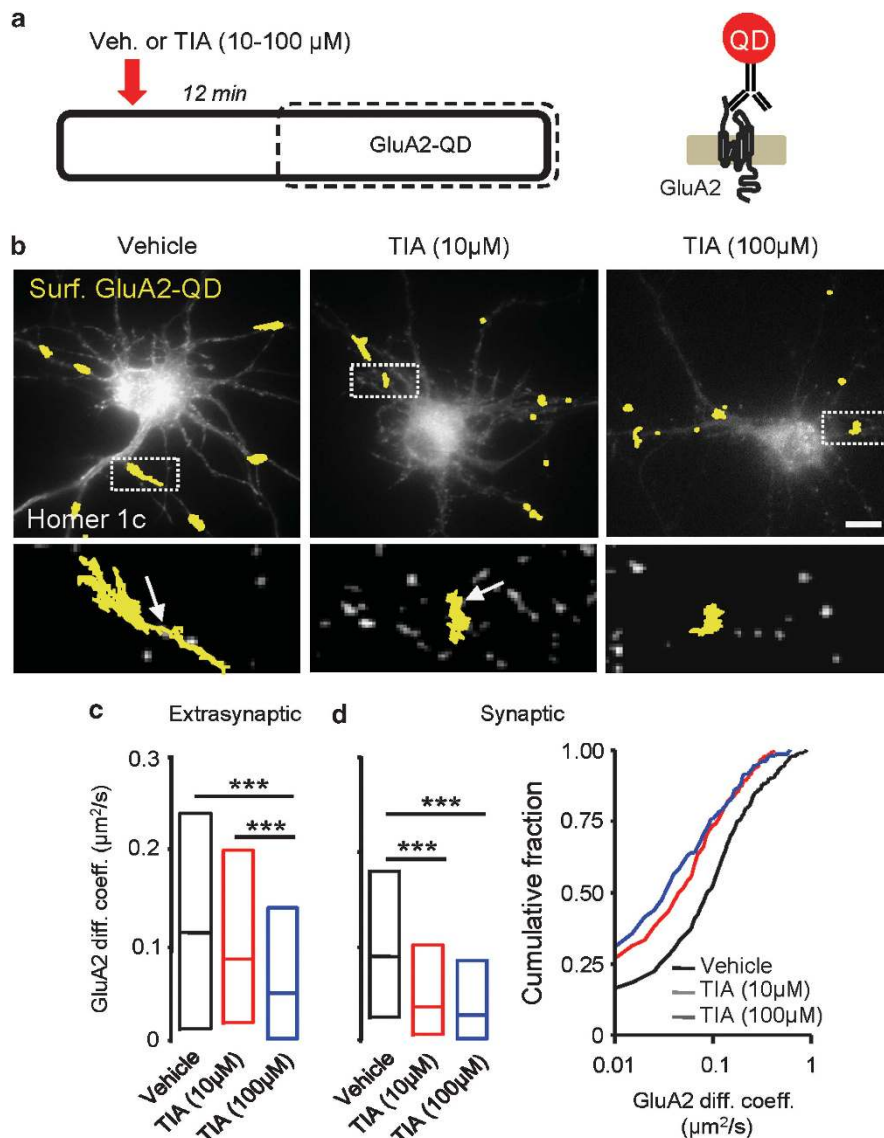 a
Veh. or TIA (10-100 µM)
12 min
GluA2-QD
QD
GluA2
b
Vehicle
TIA (10µM)
TIA (100µM)
Surf. GluA2-QD
Homer 1c
c
Extrasynaptic
d
Synaptic
GluA2 diff. coeff. (µm²/s)
0.3
0.2
0.1
0
***
***
Vehicle
TIA (10µM)
TIA (100µM)
***
***
Vehicle
TIA (10µM)
TIA (100µM)
Cumulative fraction
1.00
0.75
0.50
0.25
0
Vehicle
TIA (10µM)
TIA (100µM)
0.01
0.1
1
GluA2 diff. coeff.
(µm²/s)